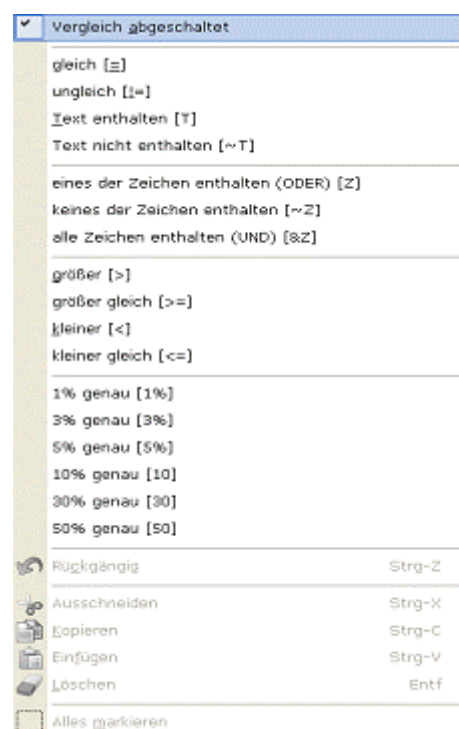 Vergleich abgeschaltet
gleich [=]
ungleich [!=]
Text enthalten [T]
Text nicht enthalten [~T]
eines der Zeichen enthalten (ODER) [Z]
keines der Zeichen enthalten [~Z]
alle Zeichen enthalten (UND) [&Z]
größer [>]
größer gleich [>=]
kleiner [<]
kleiner gleich [<=]
1% genau [1%]
3% genau [3%]
5% genau [5%]
10% genau [10]
30% genau [30]
50% genau [50]
Rückgängig Strg-Z
Ausschneiden Strg-X
Kopieren Strg-C
Einfügen Strg-V
Löschen Entf
Alles markieren